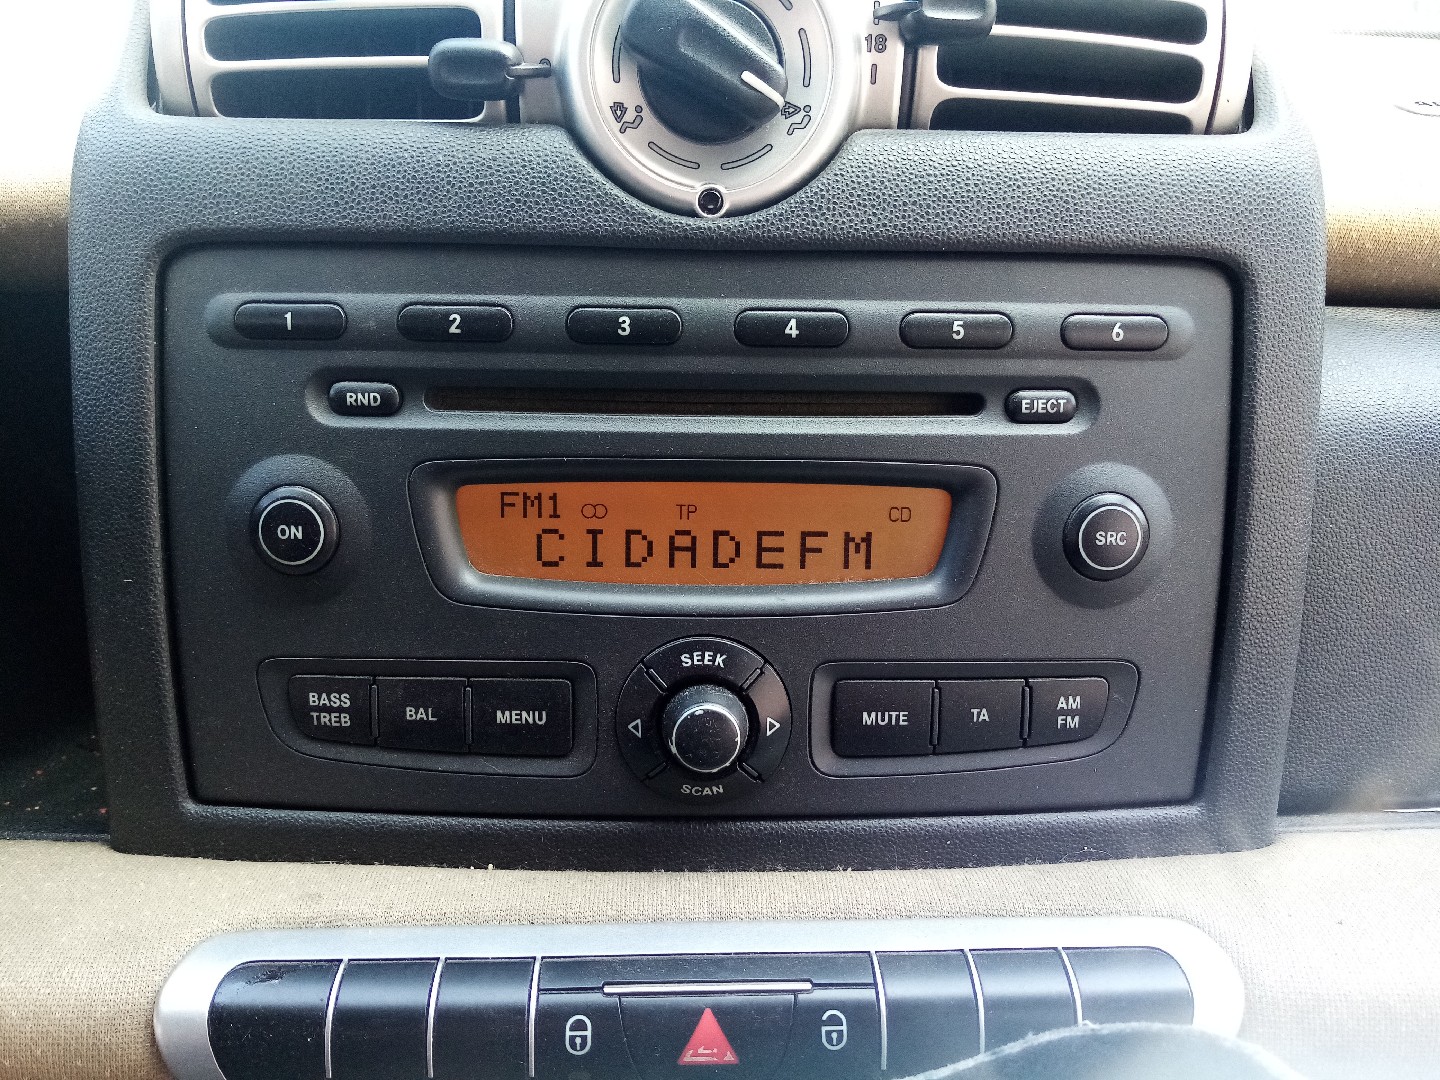 18
1 2 3 4 5 6
RND EJECT
FM1 TP CD
CIDADEFM
ON SRC
SEEK
BASS
TREB BAL MENU
MUTE TA AM
FM
SCAN